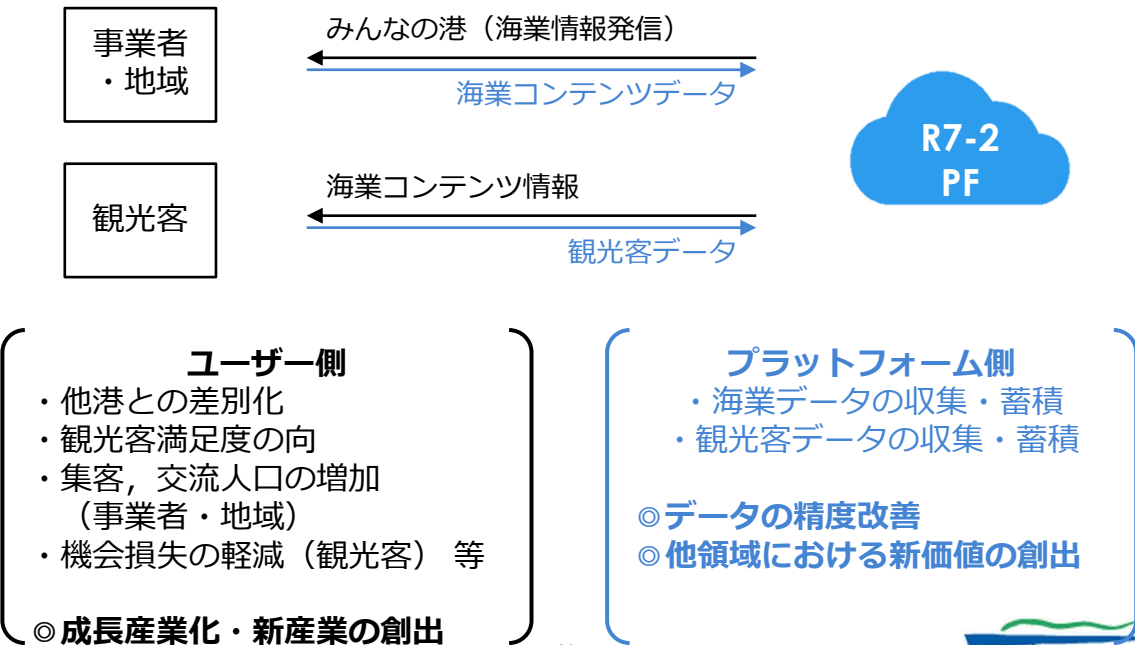 事業者
・地域
みんなの港（海業情報発信）
海業コンテンツデータ
R7-2
PF
観光客
海業コンテンツ情報
観光客データ
ユーザー側
・他港との差別化
・観光客満足度の向
・集客，交流人口の増加
（事業者・地域）
・機会損失の軽減（観光客） 等
◎成長産業化・新産業の創出
プラットフォーム側
・海業データの収集・蓄積
・観光客データの収集・蓄積
◎データの精度改善
◎他領域における新価値の創出